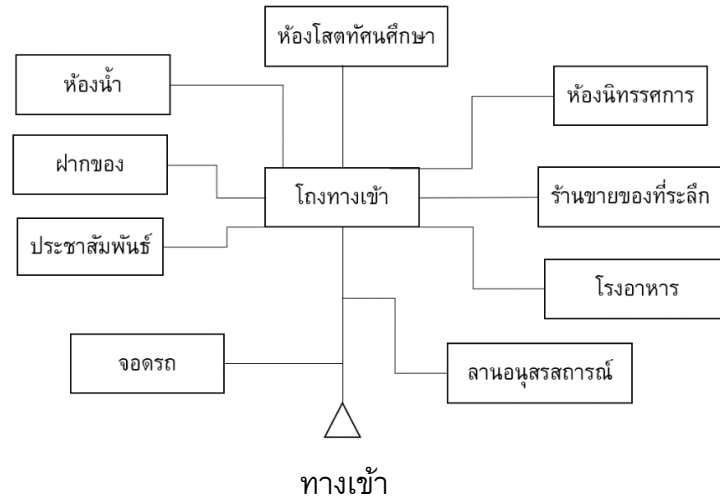 ห้องโสตทัศนศึกษา
ห้องน้ำ
ห้องนิทรรศการ
ฝากของ
โถงทางเข้า
ร้านขายของที่ระลึก
ประชาสัมพันธ์
โรงอาหาร
จอดรถ
ลานอนุสรสถารณ์
ทางเข้า